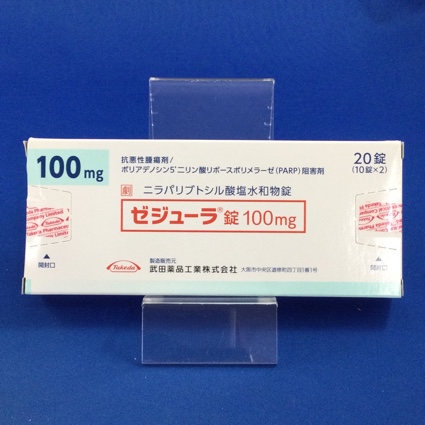 100mg
抗悪性腫瘍剤/
ポリアデノシン5'ニリン酸リボースポリメラーゼ(PARP)阻害剤
20錠
(10錠×2)
劇
ニラパリブトシル酸塩水和物錠
ゼジューラ®錠100mg
開封口
開封口
Takeda
製造販売元
武田薬品工業株式会社
大阪市中央区道修町四丁目1番1号